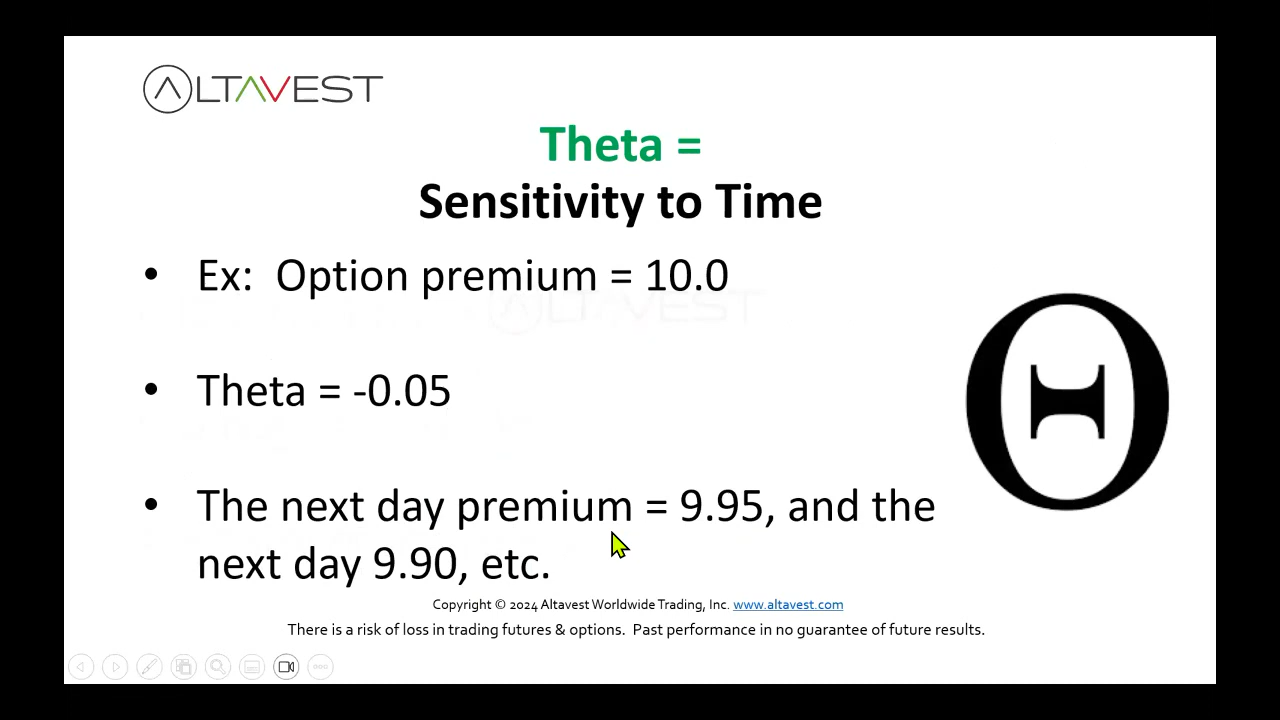 ALTAVEST
Theta =
Sensitivity to Time
• Ex:  Option premium = 10.0
ALTAVEST
• Theta = -0.05
• The next day premium = 9.95, and the
next day 9.90, etc.
Θ
Copyright © 2024 Altavest Worldwide Trading, Inc. www.altavest.com
There is a risk of loss in trading futures & options.  Past performance in no guarantee of future results.